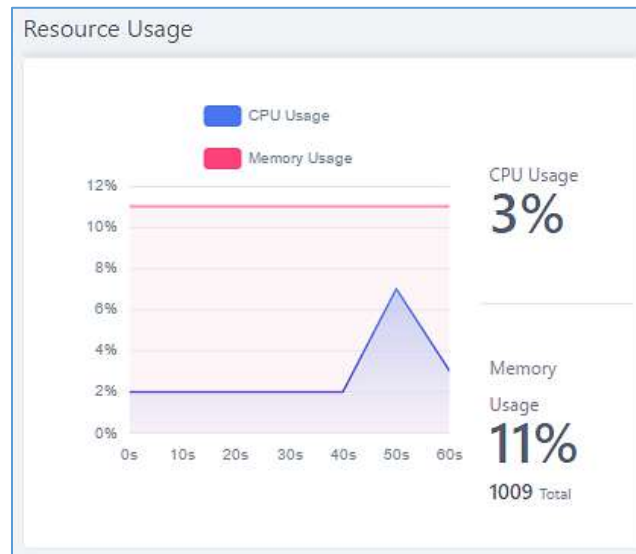 Resource Usage
CPU Usage
Memory Usage
12%
10%
8%
6%
4%
2%
0%
0s 10s 20s 30s 40s 50s 60s
CPU Usage
3%
Memory
Usage
11%
1009 Total